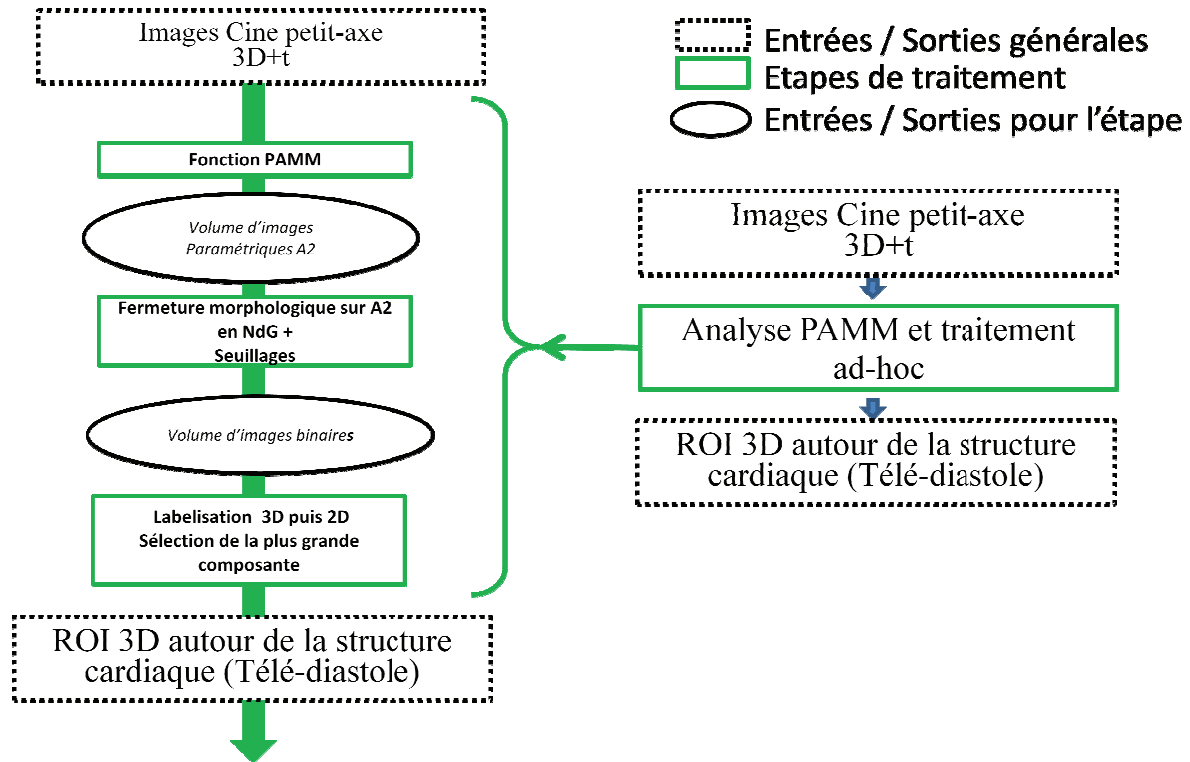 Images Cine petit-axe
3D+t
Fonction PAMM
Volume d'images
Paramétriques A2
Fermeture morphologique sur A2
en NdG +
Seuillages
Volume d'images binaires
Labelisation 3D puis 2D
Sélection de la plus grande
composante
ROI 3D autour de la structure
cardiaque (Télé-diastole)
Entrées / Sorties générales
Etapes de traitement
Entrées / Sorties pour l'étape
Images Cine petit-axe
3D+t
Analyse PAMM et traitement
ad-hoc
ROI 3D autour de la structure
cardiaque (Télé-diastole)